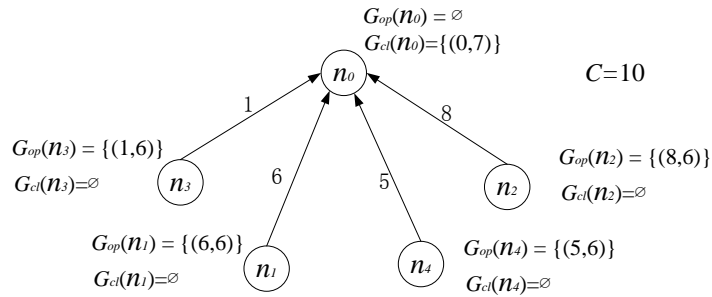 Gop(n0) = ∅
Gcl(n0)={(0,7)}
n0
C=10
1
8
Gop(n3) = {(1,6)}
Gcl(n3)=∅
n3
6
5
n2
Gop(n2) = {(8,6)}
Gcl(n2)=∅
Gop(n1) = {(6,6)}
Gcl(n1)=∅
n1
n4
Gop(n4) = {(5,6)}
Gcl(n4)=∅